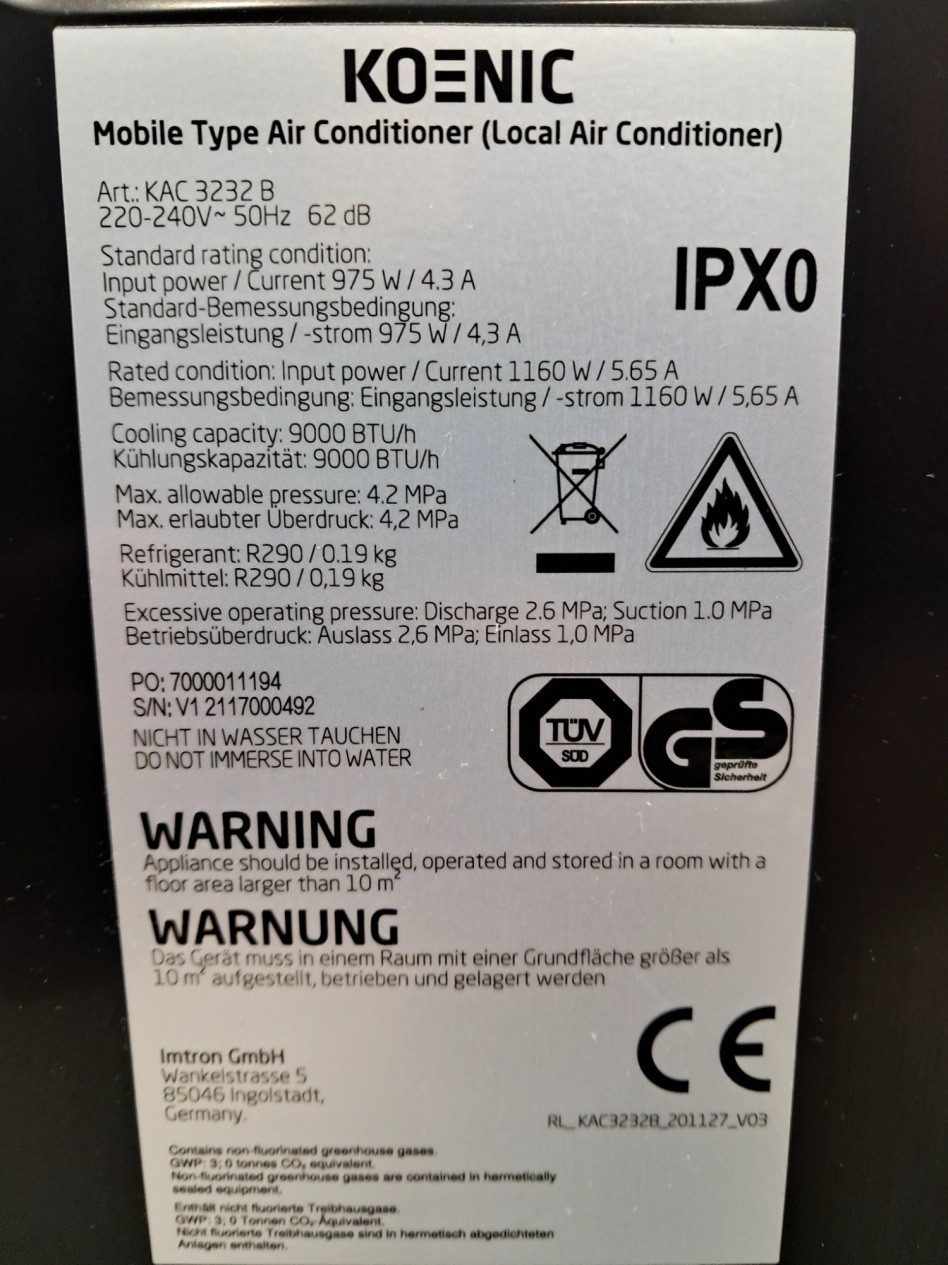 KOENIC
Mobile Type Air Conditioner (Local Air Conditioner)
Art.: KAC 3232 B
220-240V~ 50Hz 62 dB
Standard rating condition:
Input power / Current 975 W / 4.3 A
Standard-Bemessungsbedingung:
Eingangsleistung / -strom 975 W / 4,3 A
IPX0
Rated condition: Input power / Current 1160 W / 5.65 A
Bemessungsbedingung: Eingangsleistung / -strom 1160 W / 5,65 A
Cooling capacity: 9000 BTU/h
Kühlungskapazität: 9000 BTU/h
Max. allowable pressure: 4.2 MPa
Max. erlaubter Überdruck: 4,2 MPa
Refrigerant: R290 / 0.19 kg
Kühlmittel: R290 / 0,19 kg
Excessive operating pressure: Discharge 2.6 MPa; Suction 1.0 MPa
Betriebsüberdruck: Auslass 2,6 MPa; Einlass 1,0 MPa
PO: 7000011194
S/N: V1 2117000492
NICHT IN WASSER TAUCHEN
DO NOT IMMERSE INTO WATER
TÜV
SÜD
GS
geprüfte
Sicherheit
WARNING
Appliance should be installed, operated and stored in a room with a
floor area larger than 10 m²
WARNUNG
Das Gerät muss in einem Raum mit einer Grundfläche größer als
10 m² aufgestellt, betrieben und gelagert werden
CE
Imtron GmbH
Wankelstrasse 5
85046 Ingolstadt,
Germany.
RL_KAC3232B_201127_V03
Contains non-fluorinated greenhouse gases.
GWP: 3; 0 tonnes CO₂ equivalent.
Non-fluorinated greenhouse gases are contained in hermetically
sealed equipment.
Enthält nicht fluorierte Treibhausgase.
GWP: 3; 0 Tonnen CO₂-Äquivalent.
Nicht fluorierte Treibhausgase sind in hermetisch abgedichteten
Anlagen enthalten.